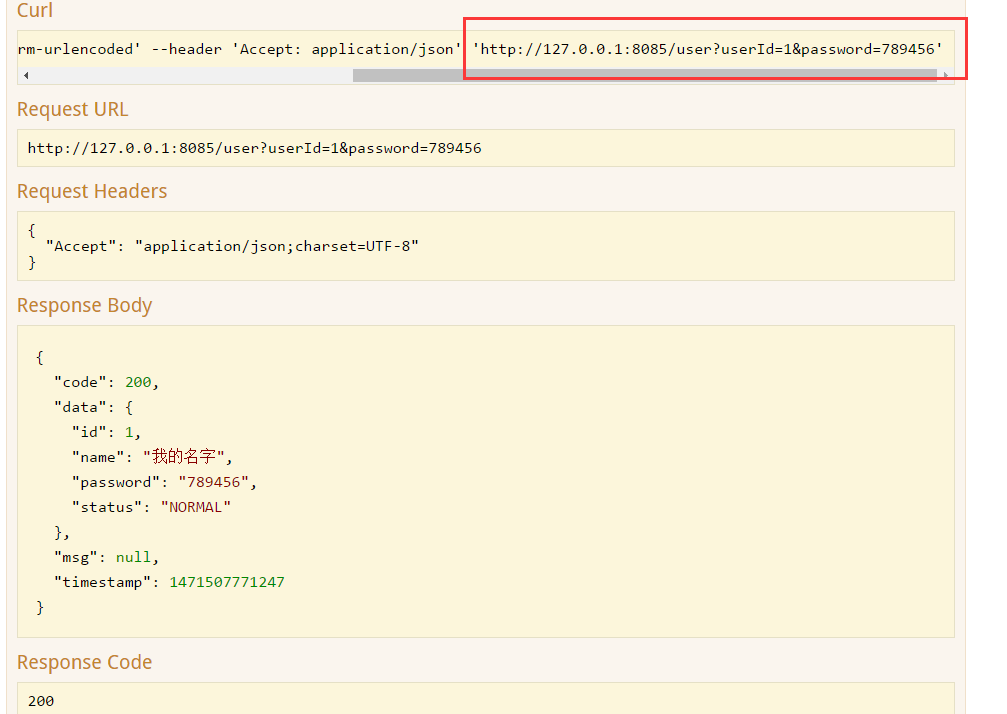 Curl
rm-urlencoded' --header 'Accept: application/json' 'http://127.0.0.1:8085/user?userId=1&password=789456'
Request URL
http://127.0.0.1:8085/user?userId=1&password=789456
Request Headers
{
"Accept": "application/json;charset=UTF-8"
}
Response Body
{
"code": 200,
"data": {
"id": 1,
"name": "我的名字",
"password": "789456",
"status": "NORMAL"
},
"msg": null,
"timestamp": 1471507771247
}
Response Code
200